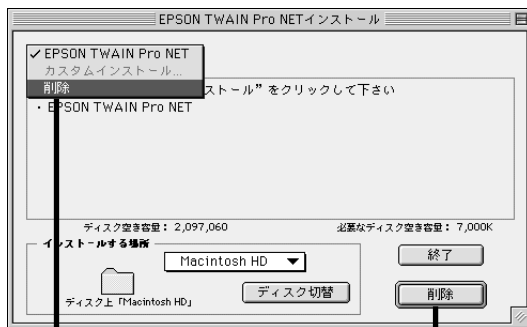 EPSON TWAIN Pro NETインストール
✓EPSON TWAIN Pro NET
カスタムインストール...
削除
ストール”をクリックして下さい
・EPSON TWAIN Pro NET
ディスク空き容量：2,097,060
必要なディスク空き容量：7,000K
インストールする場所
Macintosh HD
終了
ディスク上「Macintosh HD」
ディスク切替
削除